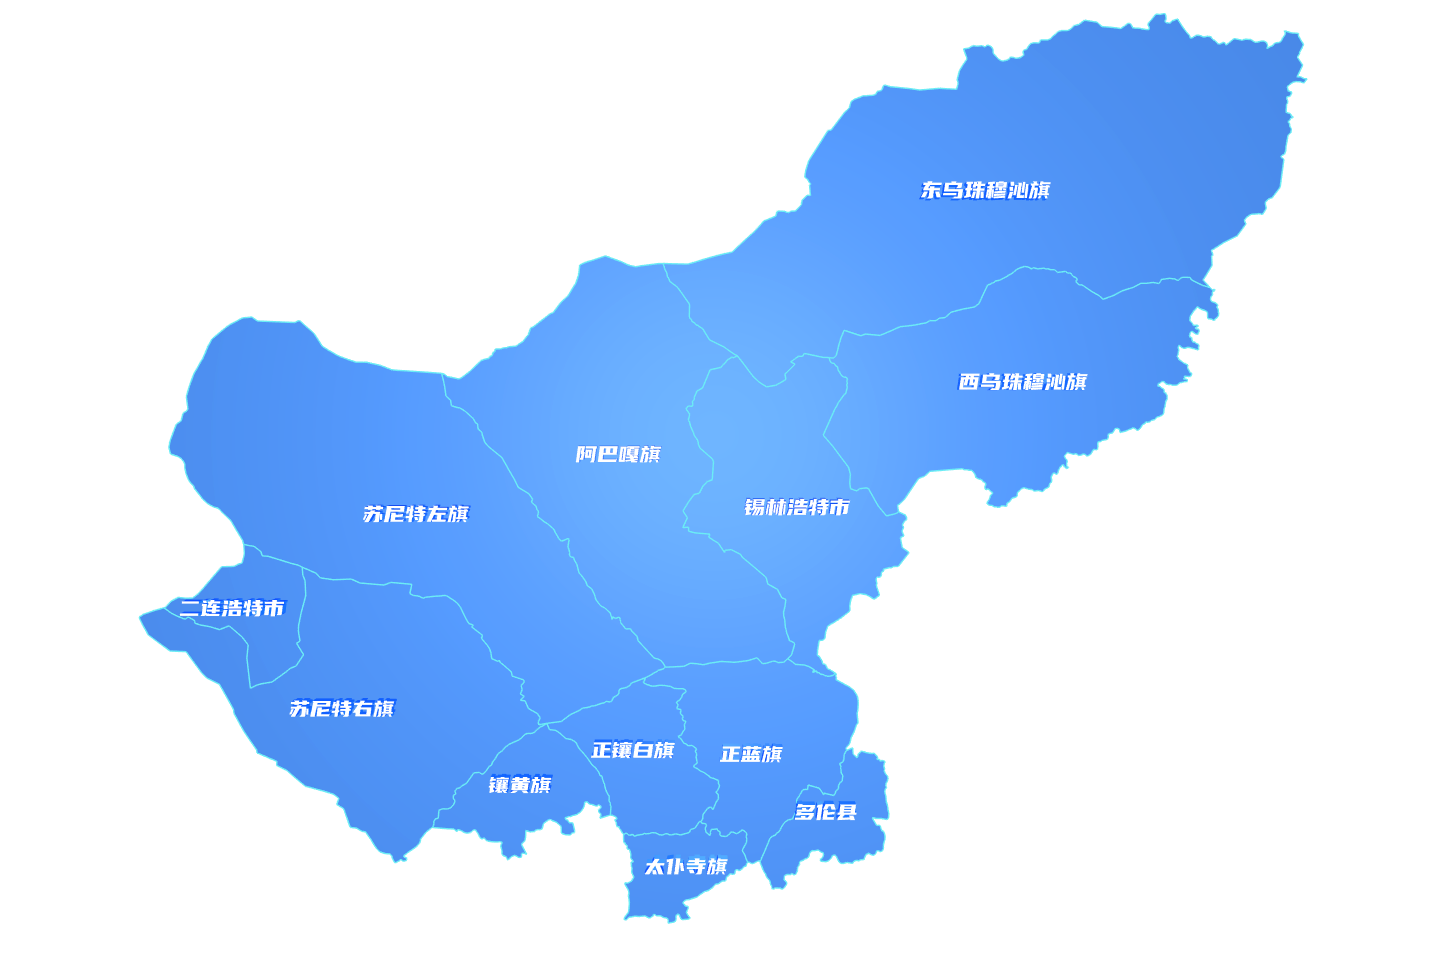 东乌珠穆沁旗
西乌珠穆沁旗
阿巴嘎旗
锡林浩特市
苏尼特左旗
二连浩特市
苏尼特右旗
正镶白旗
正蓝旗
镶黄旗
多伦县
太仆寺旗